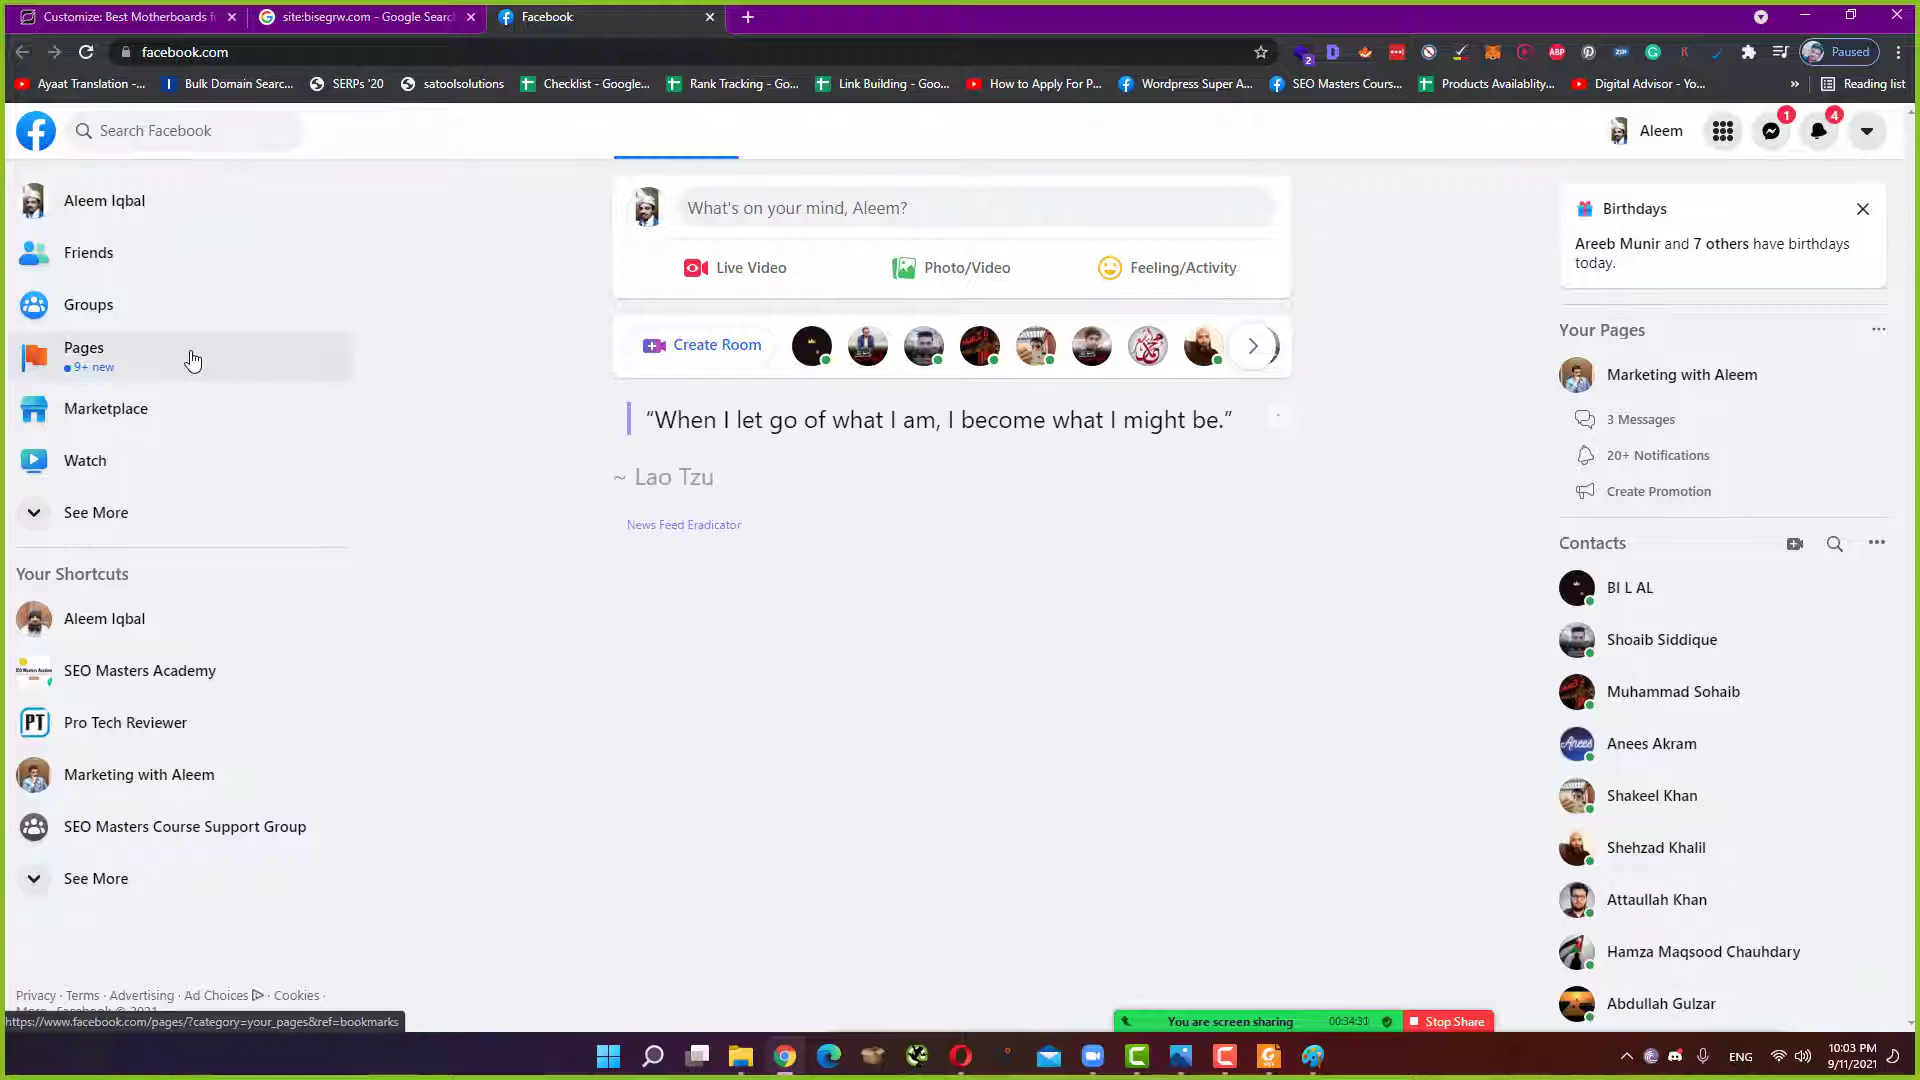 Customize: Best Motherboards f
site:bisegrw.com - Google Searc
Facebook
facebook.com
2
ABP
ZIP
K
Paused
Ayaat Translation -...
Bulk Domain Searc...
SERPs '20
satoolsolutions
Checklist - Google...
Rank Tracking - Go...
Link Building - Goo...
How to Apply For P...
Wordpress Super A...
SEO Masters Cours...
Products Availablity...
Digital Advisor - Yo...
»
Reading list
Search Facebook
Aleem
1
4
Aleem Iqbal
Friends
Groups
Pages
9+ new
Marketplace
Watch
See More
Your Shortcuts
Aleem Iqbal
SEO Masters Academy
PT
Pro Tech Reviewer
Marketing with Aleem
SEO Masters Course Support Group
See More
Privacy · Terms · Advertising · Ad Choices · Cookies ·
https://www.facebook.com/pages/?category=your_pages&ref=bookmarks
What's on your mind, Aleem?
Live Video
Photo/Video
Feeling/Activity
Create Room
“When I let go of what I am, I become what I might be.”
~ Lao Tzu
News Feed Eradicator
Birthdays
Areeb Munir and 7 others have birthdays
today.
Your Pages
Marketing with Aleem
3 Messages
20+ Notifications
Create Promotion
Contacts
BI L AL
Shoaib Siddique
Muhammad Sohaib
Anees
Anees Akram
Shakeel Khan
Shehzad Khalil
Attaullah Khan
Hamza Maqsood Chauhdary
Abdullah Gulzar
You are screen sharing
00:34:31
Stop Share
ENG
10:03 PM
9/11/2021